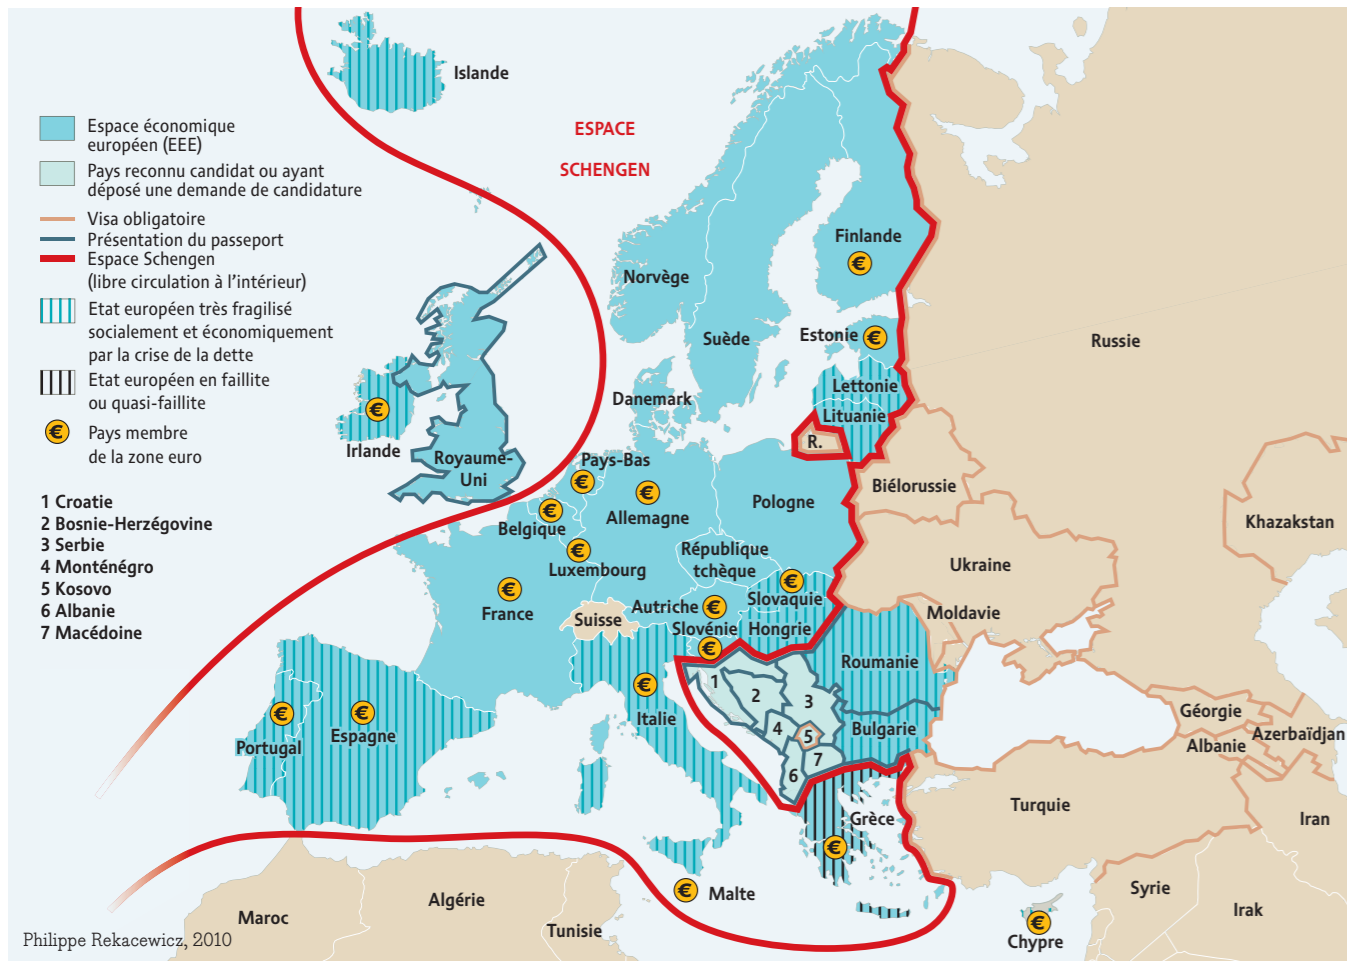 Islande
ESPACE
SCHENGEN
Espace économique
européen (EEE)
Pays reconnu candidat ou ayant
déposé une demande de candidature
Visa obligatoire
Présentation du passeport
Espace Schengen
(libre circulation à l'intérieur)
Etat européen très fragilisé
socialement et économiquement
par la crise de la dette
Etat européen en faillite
ou quasi-faillite
€ Pays membre
de la zone euro
1 Croatie
2 Bosnie-Herzégovine
3 Serbie
4 Monténégro
5 Kosovo
6 Albanie
7 Macédoine
Finlande
€
Norvège
Suède
Estonie €
Russie
Lettonie
Danemark
Lituanie
€
Irlande
R.
Royaume-
Uni
Pays-Bas
€
€
Allemagne
Pologne
Biélorussie
€
Belgique
Khazakstan
€
Luxembourg
République
tchèque
Ukraine
€
France
€
Slovaquie
Autriche
€
Suisse
Slovénie
€
Hongrie
Moldavie
Roumanie
1
2
3
4
5
6
7
€
Italie
€
Portugal
€
Espagne
Bulgarie
Géorgie
Albanie
Azerbaïdjan
Turquie
Iran
Grèce
€
€
Malte
Syrie
Irak
€
Chypre
Maroc
Algérie
Tunisie
Philippe Rekacewicz, 2010